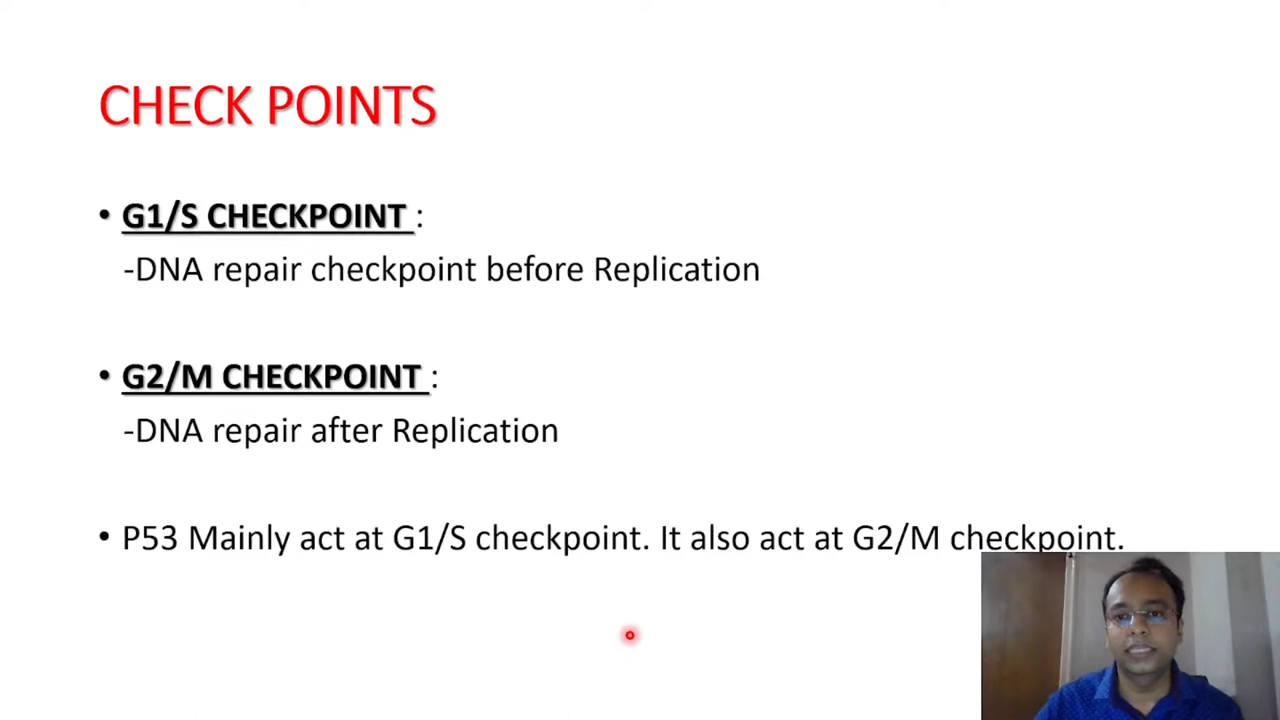 CHECK POINTS
• G1/S CHECKPOINT :
-DNA repair checkpoint before Replication
• G2/M CHECKPOINT :
-DNA repair after Replication
• P53 Mainly act at G1/S checkpoint. It also act at G2/M checkpoint.